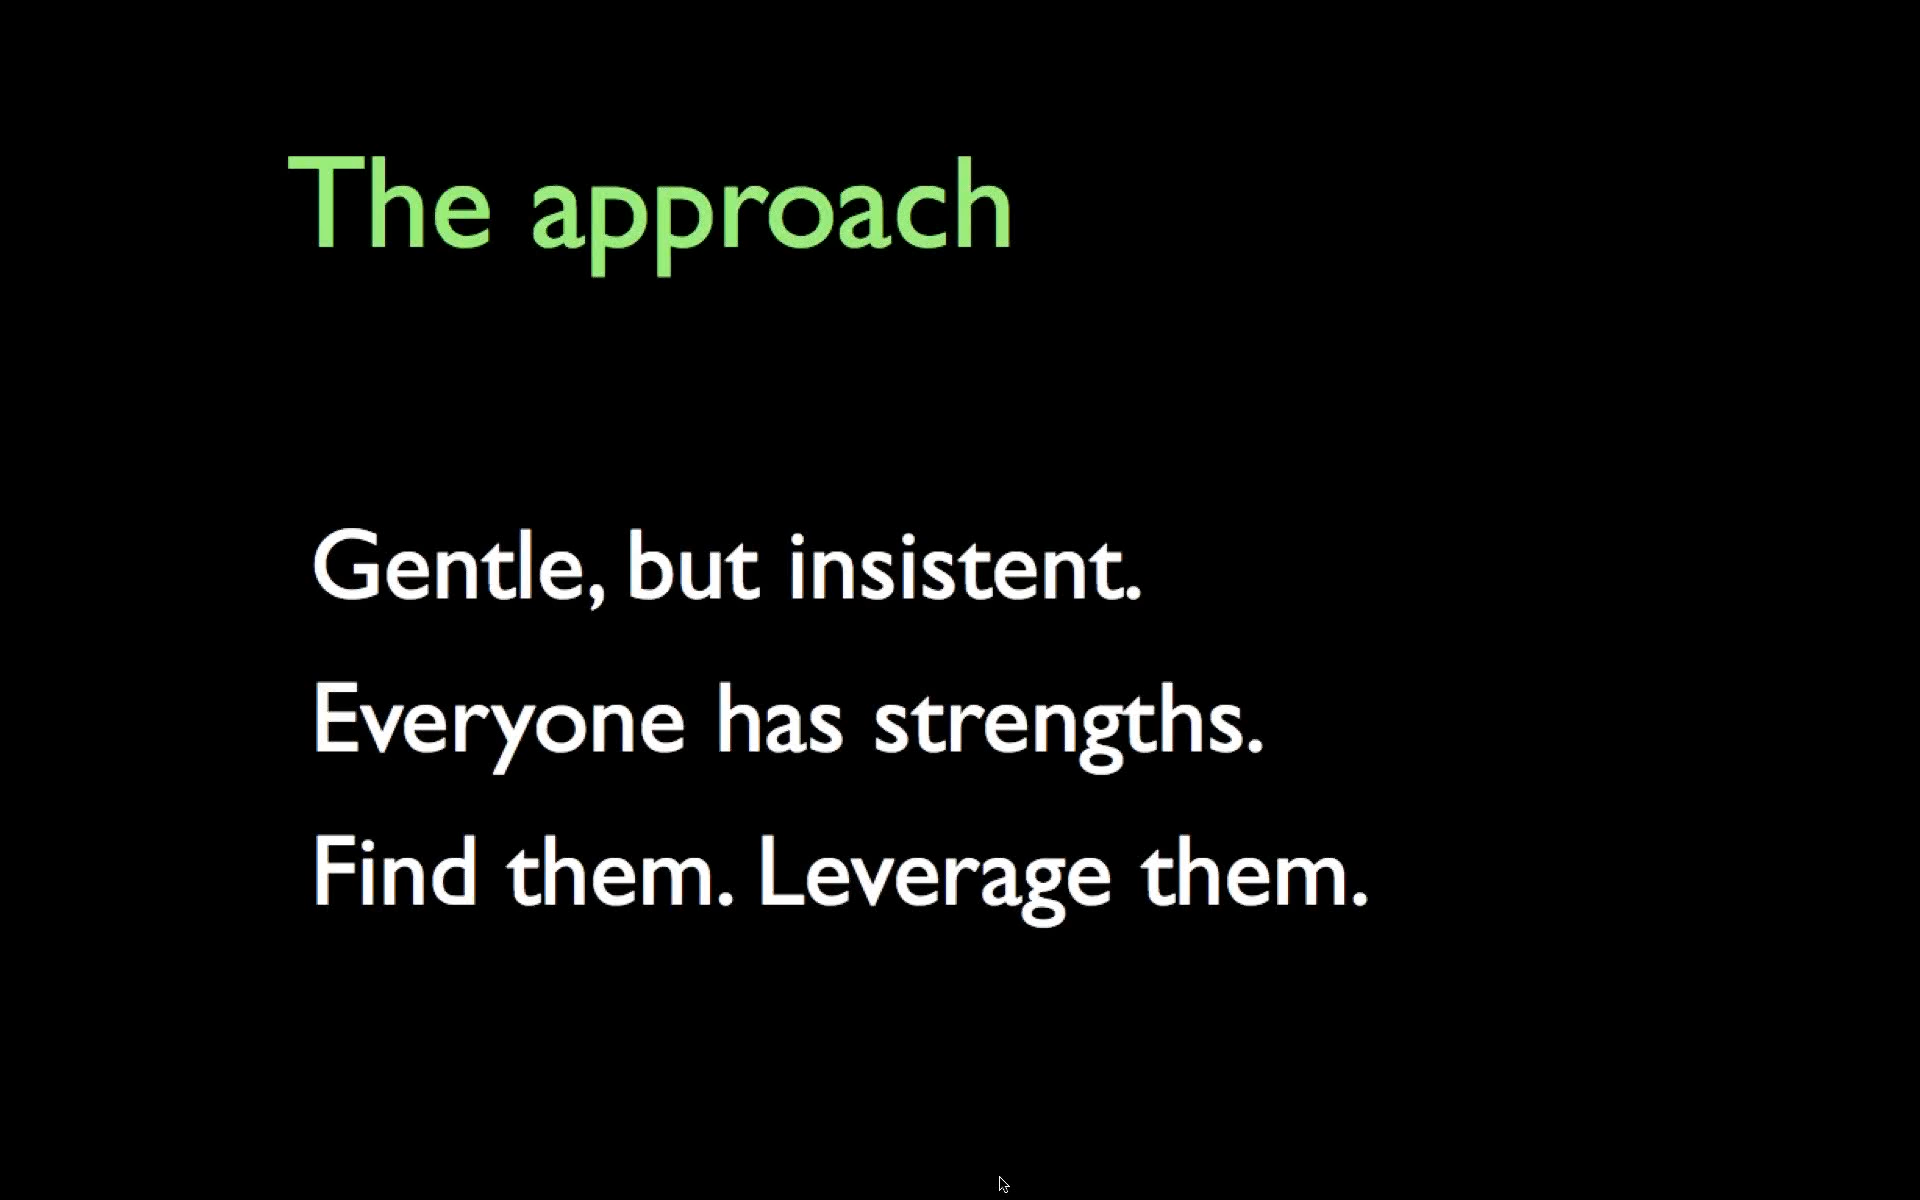 The approach
Gentle, but insistent.
Everyone has strengths.
Find them. Leverage them.